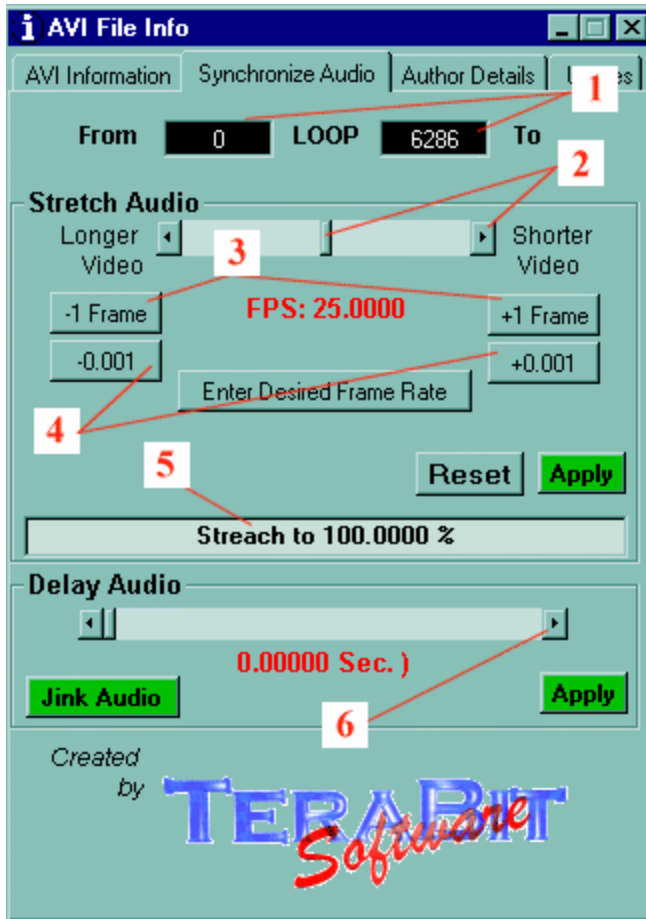 AVI File Info
AVI Information Synchronize Audio Author Details
1
From 0 LOOP 6286 To
2
Stretch Audio
Longer Video
Shorter Video
3
-1 Frame FPS: 25.0000 +1 Frame
-0.001 +0.001
Enter Desired Frame Rate
4
5
Reset Apply
Streach to 100.0000 %
Delay Audio
0.00000 Sec. )
Jink Audio Apply
6
Created
by
TERABIT
Software